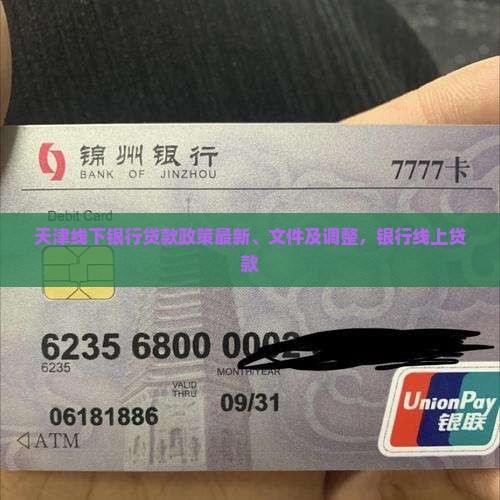 锦州银行
BANK OF JINZHOU
7777卡
Debit Card
天津线下银行贷款政策最新、文件及调整，银行线上贷
款
6235 6800 0002
6235
MONTH/YEAR
VALID
THRU
09/31
06181886
ATM
UnionPay
银联